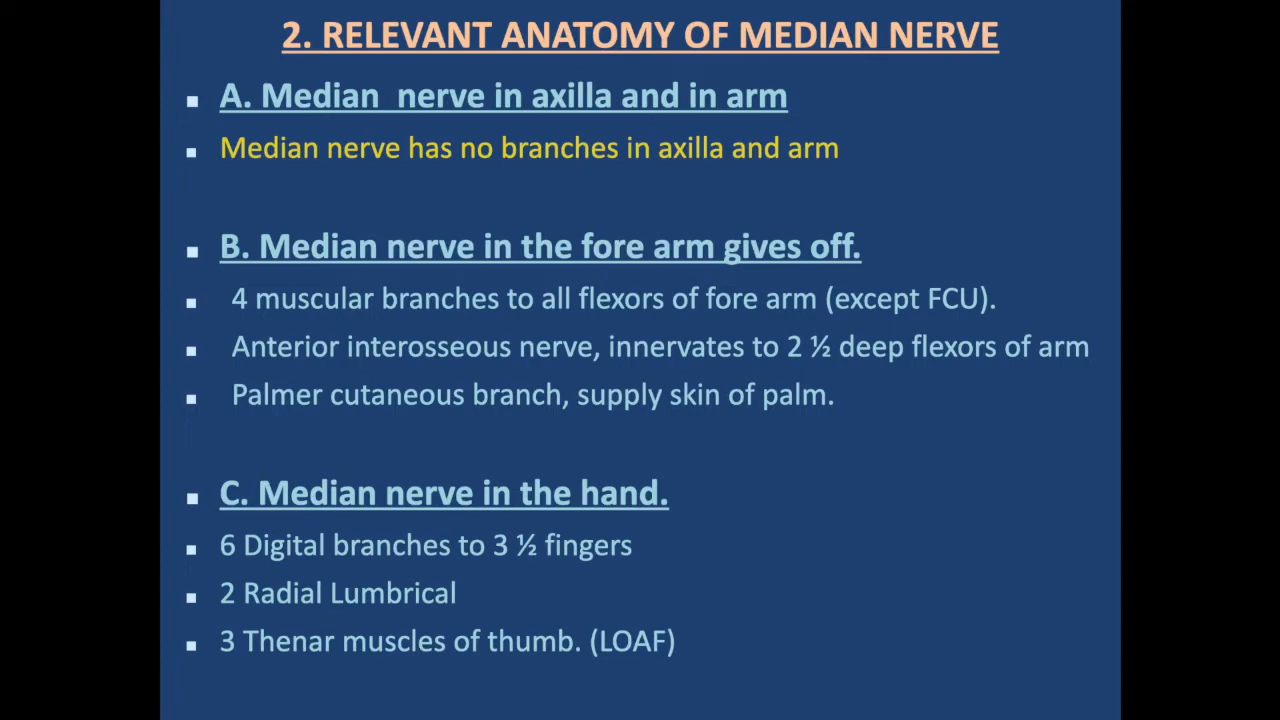 2. RELEVANT ANATOMY OF MEDIAN NERVE
▪ A. Median nerve in axilla and in arm
▪ Median nerve has no branches in axilla and arm
▪ B. Median nerve in the fore arm gives off.
▪ 4 muscular branches to all flexors of fore arm (except FCU).
▪ Anterior interosseous nerve, innervates to 2 ½ deep flexors of arm
▪ Palmer cutaneous branch, supply skin of palm.
▪ C. Median nerve in the hand.
▪ 6 Digital branches to 3 ½ fingers
▪ 2 Radial Lumbrical
▪ 3 Thenar muscles of thumb. (LOAF)